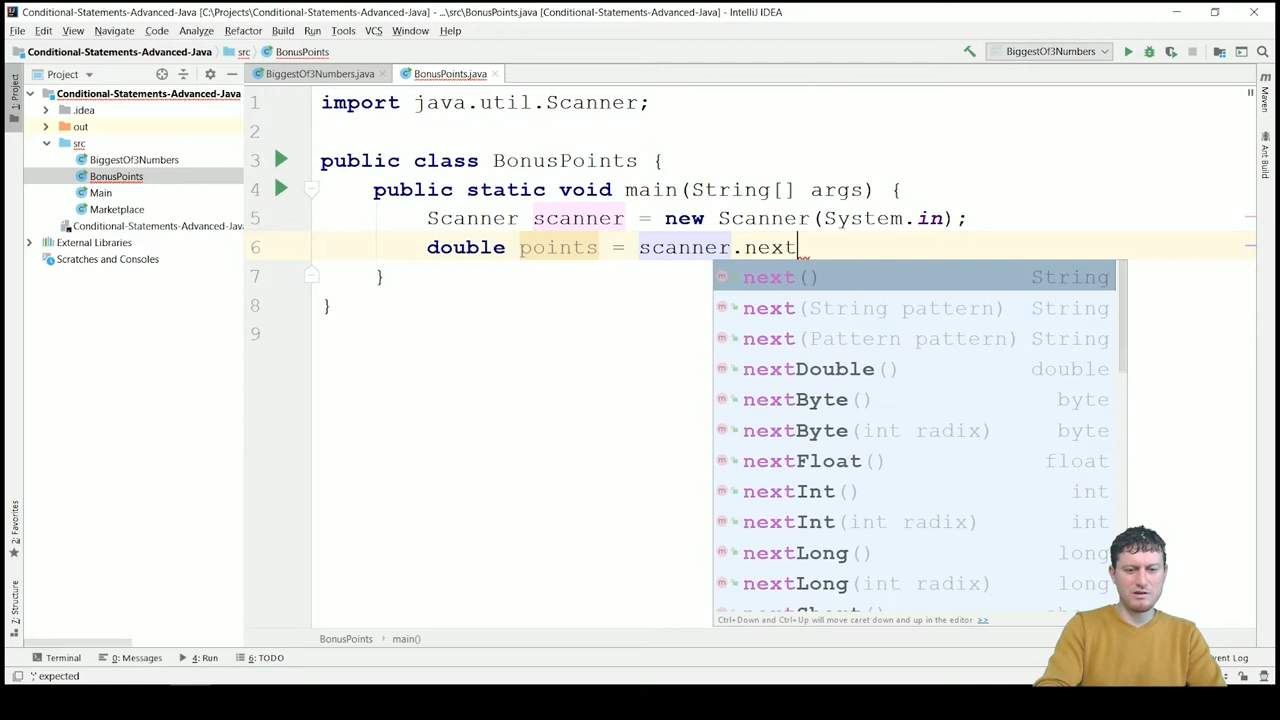 Conditional-Statements-Advanced-Java [C:\Projects\Conditional-Statements-Advanced-Java] - ...\src\BonusPoints.java [Conditional-Statements-Advanced-Java] - IntelliJ IDEA
File Edit View Navigate Code Analyze Refactor Build Run Tools VCS Window Help
Conditional-Statements-Advanced-Java src BonusPoints BiggestOf3Numbers
Project BiggestOf3Numbers.java BonusPoints.java
1: Project
Conditional-Statements-Advanced-Java
.idea
out
src
BiggestOf3Numbers
BonusPoints
Main
Marketplace
Conditional-Statements-Advanced-Java
External Libraries
Scratches and Consoles
1 import java.util.Scanner;
2
3 public class BonusPoints {
4 public static void main(String[] args) {
5 Scanner scanner = new Scanner(System.in);
6 double points = scanner.next
7 }
8 }
9
next() String
next(String pattern) String
next(Pattern pattern) String
nextDouble() double
nextByte() byte
nextByte(int radix) byte
nextFloat() float
nextInt() int
nextInt(int radix) int
nextLong() long
nextLong(int radix) long
Ctrl+Down and Ctrl+Up will move caret down and up in the editor >>
Maven
Ant Build
2: Favorites
7: Structure
BonusPoints main()
Terminal 0: Messages 4: Run 6: TODO
';' expected